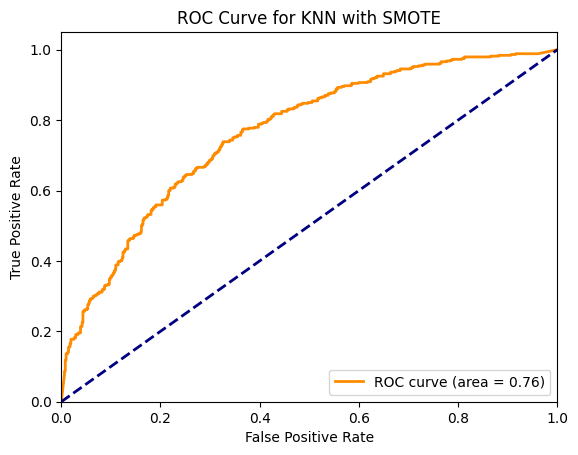 ROC Curve for KNN with SMOTE
True Positive Rate
1.0
0.8
0.6
0.4
0.2
0.0
0.0 0.2 0.4 0.6 0.8 1.0
False Positive Rate
ROC curve (area = 0.76)